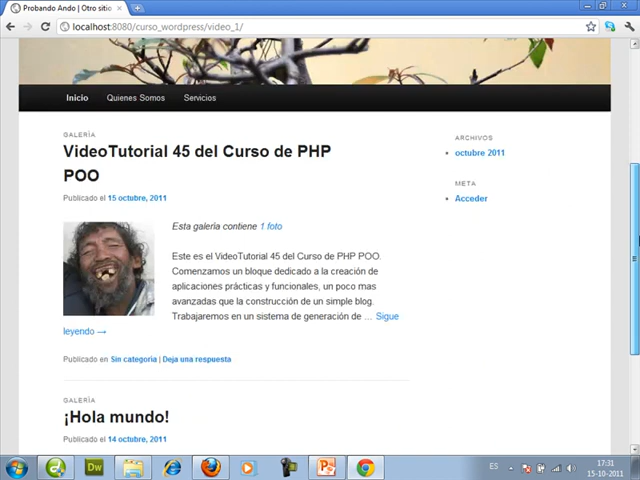 Probando Ando | Otro sitio
localhost:8080/curso_wordpress/video_1/
Inicio Quienes Somos Servicios
GALERÍA
VideoTutorial 45 del Curso de PHP
POO
Publicado el 15 octubre, 2011
Esta galería contiene 1 foto
Este es el VideoTutorial 45 del Curso de PHP POO.
Comenzamos un bloque dedicado a la creación de
aplicaciones prácticas y funcionales, un poco mas
avanzadas que la construcción de un simple blog.
Trabajaremos en un sistema de generación de … Sigue
leyendo →
Publicado en Sin categoría | Deja una respuesta
GALERÍA
¡Hola mundo!
Publicado el 14 octubre, 2011
ARCHIVOS
octubre 2011
META
Acceder
Dw
ES
17:31
15-10-2011